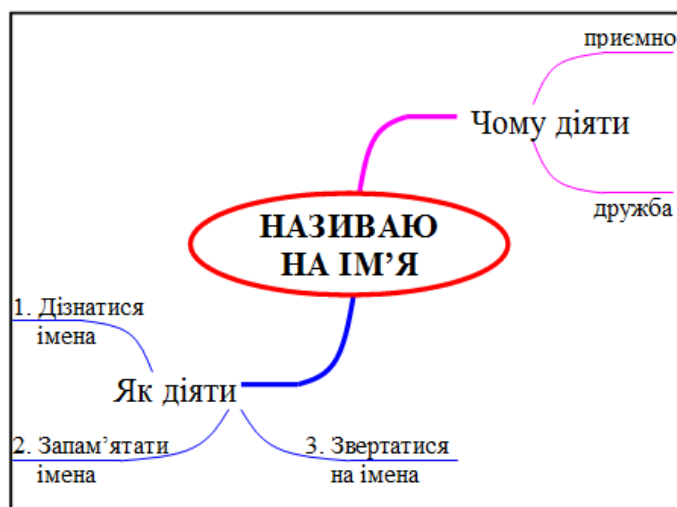 приємно
Чому діяти
дружба
НАЗИВАЮ
НА ІМ’Я
1. Дізнатися
імена
Як діяти
2. Запам’ятати
імена
3. Звертатися
на імена